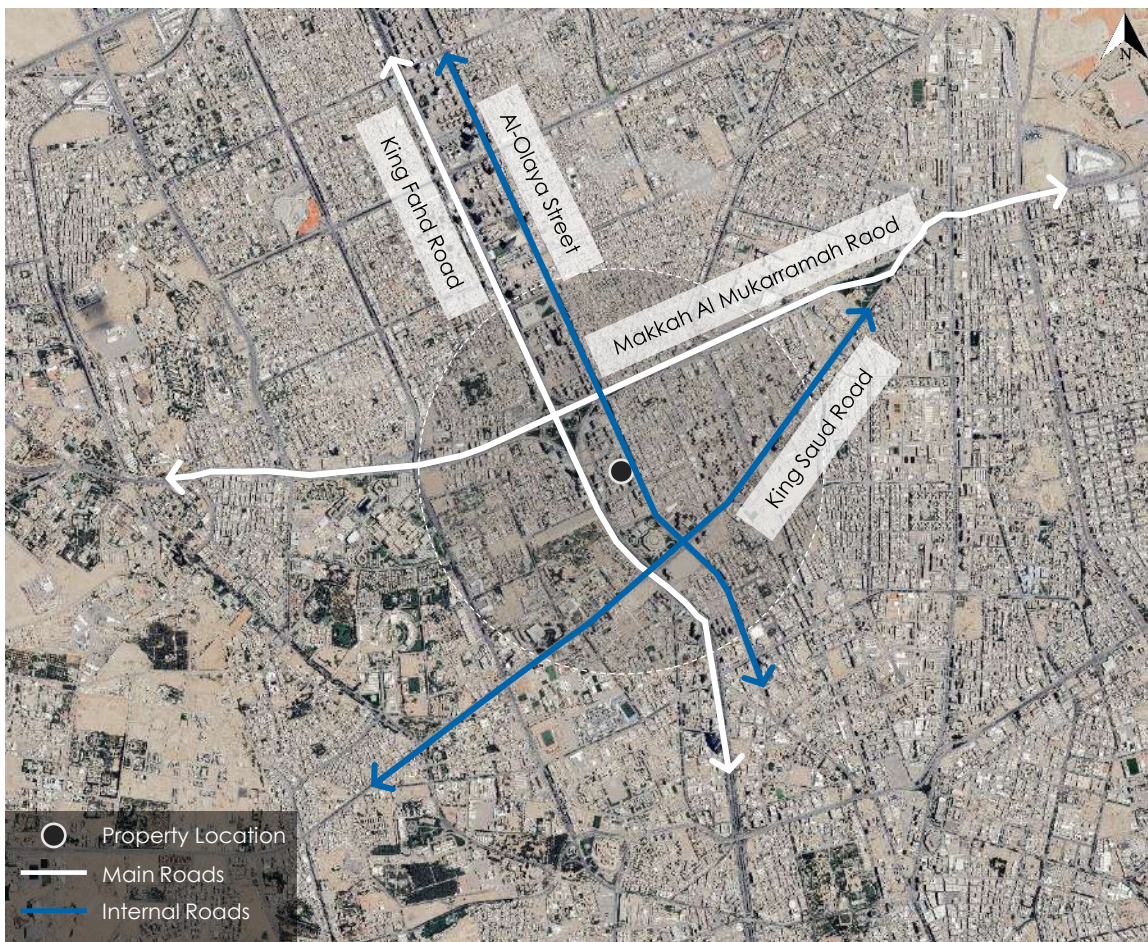 N
Al-Olaya Street
King Fahd Road
Makkah Al Mukarramah Raod
King Saud Road
Property Location
Main Roads
Internal Roads